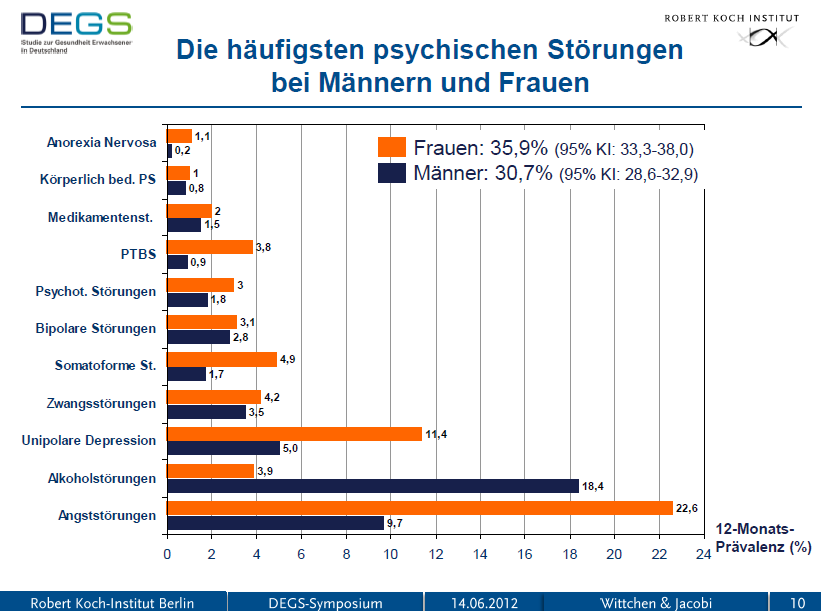 DEGS
Studie zur Gesundheit Erwachsener
in Deutschland
ROBERT KOCH INSTITUT
Die häufigsten psychischen Störungen
bei Männern und Frauen
Frauen: 35,9% (95% KI: 33,3-38,0)
Männer: 30,7% (95% KI: 28,6-32,9)
Anorexia Nervosa
1,1
0,2
Körperlich bed. PS
1
0,8
Medikamentenst.
2
1,5
PTBS
3,8
0,9
Psychot. Störungen
3
1,8
Bipolare Störungen
3,1
2,8
Somatoforme St.
4,9
1,7
Zwangsstörungen
4,2
3,5
Unipolare Depression
11,4
5,0
Alkoholstörungen
3,9
18,4
Angststörungen
22,6
9,7
0 2 4 6 8 10 12 14 16 18 20 22 24
12-Monats-
Prävalenz (%)
Robert Koch-Institut Berlin DEGS-Symposium 14.06.2012 Wittchen & Jacobi 10